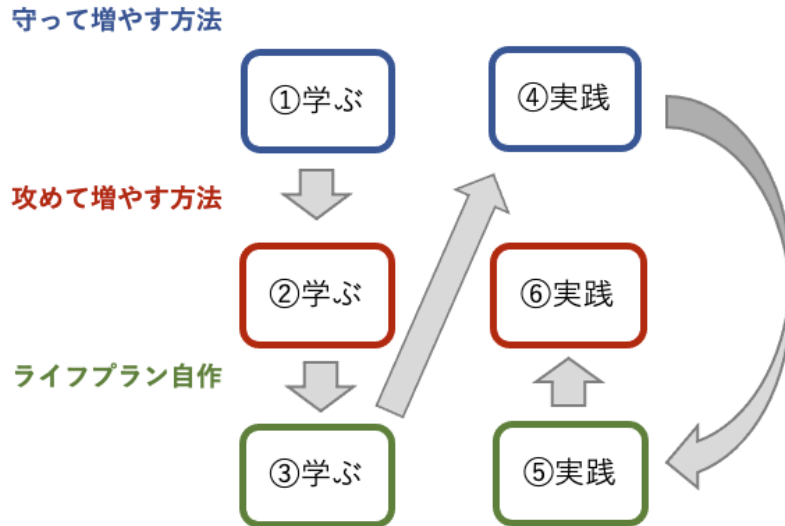 守って増やす方法
①学ぶ
④実践
攻めて増やす方法
②学ぶ
⑥実践
ライフプラン自作
③学ぶ
⑤実践